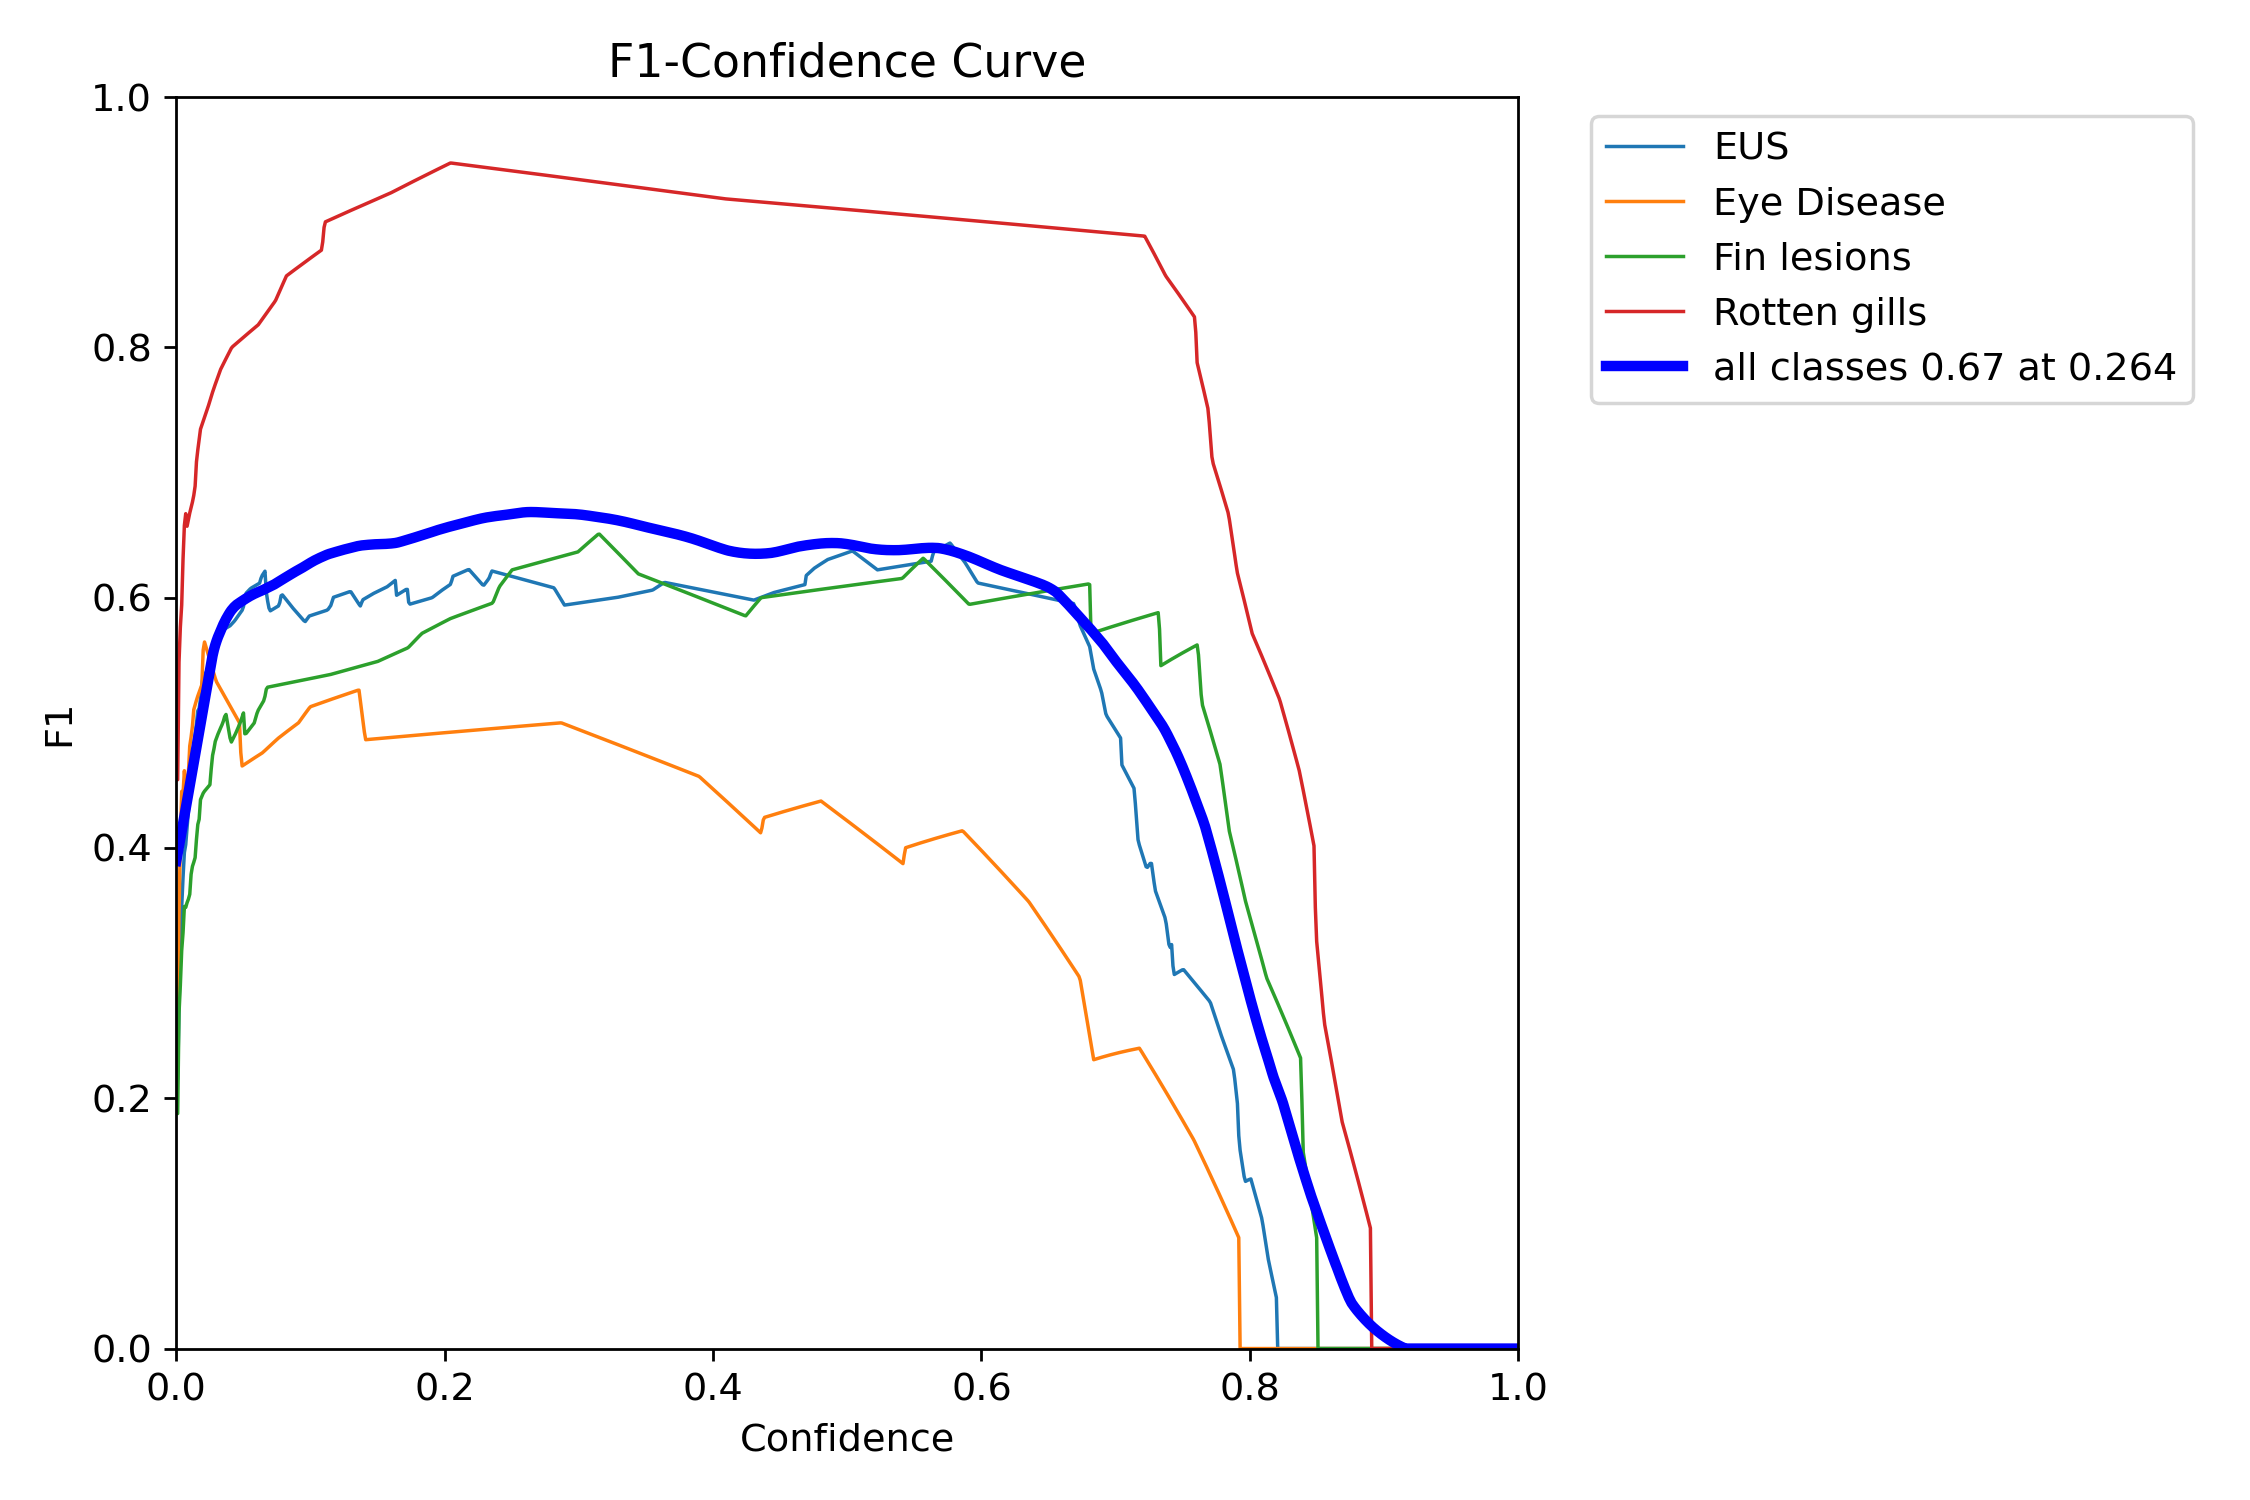 F1-Confidence Curve
1.0
0.8
0.6
0.4
0.2
0.0
F1
0.0 0.2 0.4 0.6 0.8 1.0
Confidence
EUS
Eye Disease
Fin lesions
Rotten gills
all classes 0.67 at 0.264